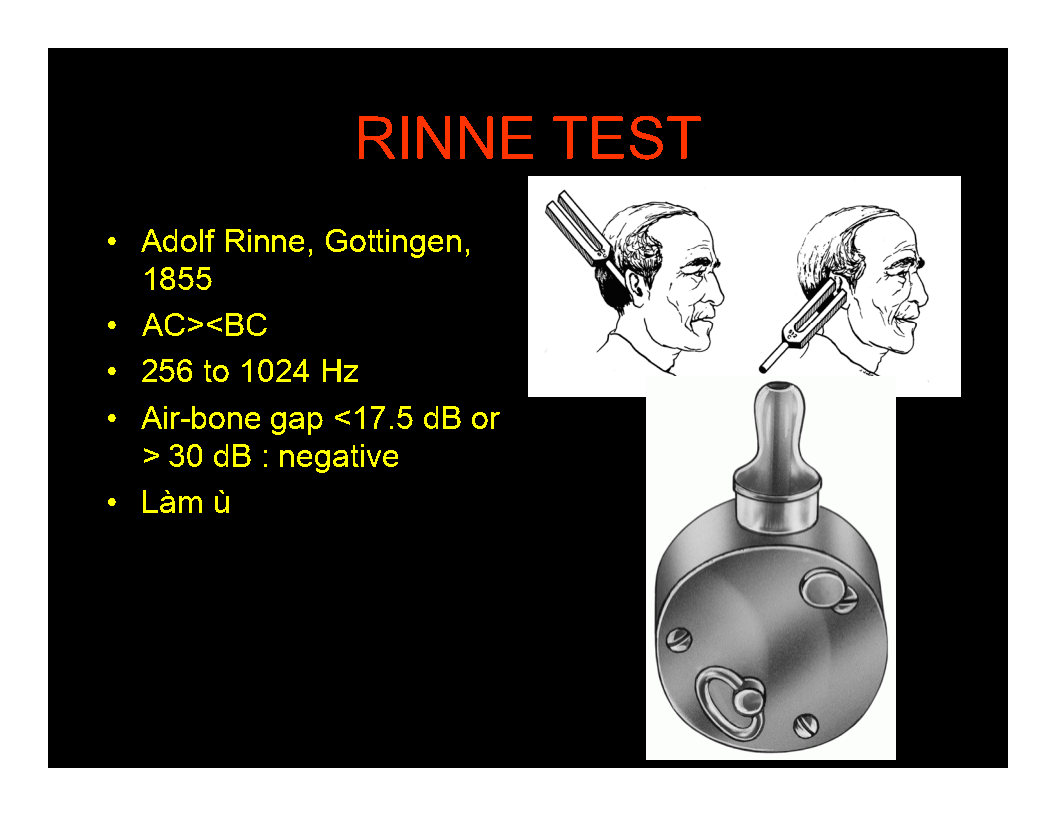 RINNE TEST
• Adolf Rinne, Gottingen,
1855
• AC><BC
• 256 to 1024 Hz
• Air-bone gap <17.5 dB or
> 30 dB : negative
• Làm ù